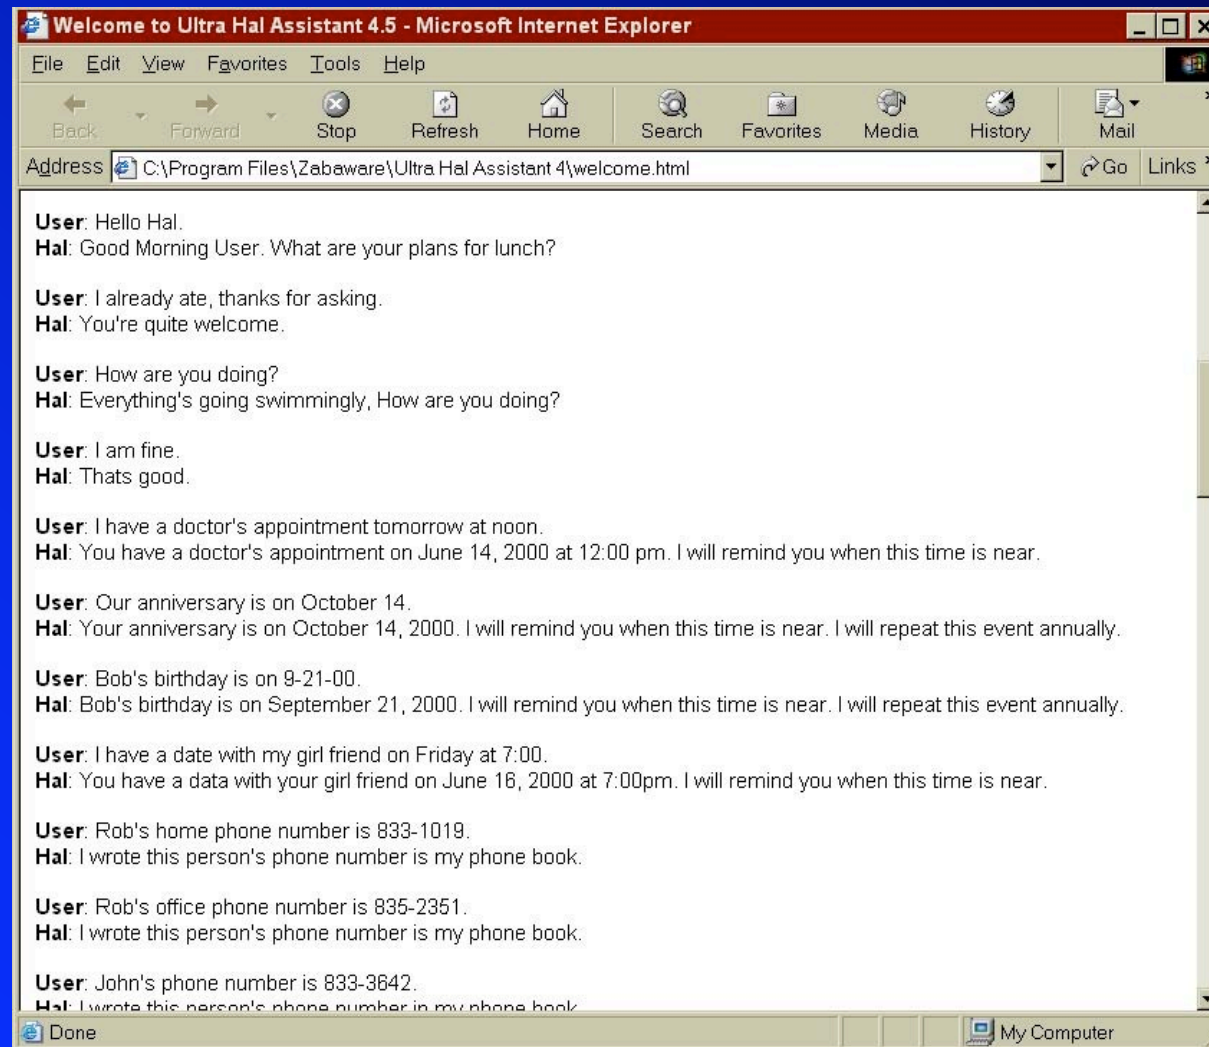 Welcome to Ultra Hal Assistant 4.5 - Microsoft Internet Explorer
File Edit View Favorites Tools Help
Back Forward Stop Refresh Home Search Favorites Media History Mail
Address C:\Program Files\Zabaware\Ultra Hal Assistant 4\welcome.html Go Links
User: Hello Hal.
Hal: Good Morning User. What are your plans for lunch?
User: I already ate, thanks for asking.
Hal: You're quite welcome.
User: How are you doing?
Hal: Everything's going swimmingly, How are you doing?
User: I am fine.
Hal: Thats good.
User: I have a doctor's appointment tomorrow at noon.
Hal: You have a doctor's appointment on June 14, 2000 at 12:00 pm. I will remind you when this time is near.
User: Our anniversary is on October 14.
Hal: Your anniversary is on October 14, 2000. I will remind you when this time is near. I will repeat this event annually.
User: Bob's birthday is on 9-21-00.
Hal: Bob's birthday is on September 21, 2000. I will remind you when this time is near. I will repeat this event annually.
User: I have a date with my girl friend on Friday at 7:00.
Hal: You have a data with your girl friend on June 16, 2000 at 7:00pm. I will remind you when this time is near.
User: Rob's home phone number is 833-1019.
Hal: I wrote this person's phone number is my phone book.
User: Rob's office phone number is 835-2351.
Hal: I wrote this person's phone number is my phone book.
User: John's phone number is 833-3642.
Hal: I wrote this person's phone number in my phone book
Done My Computer